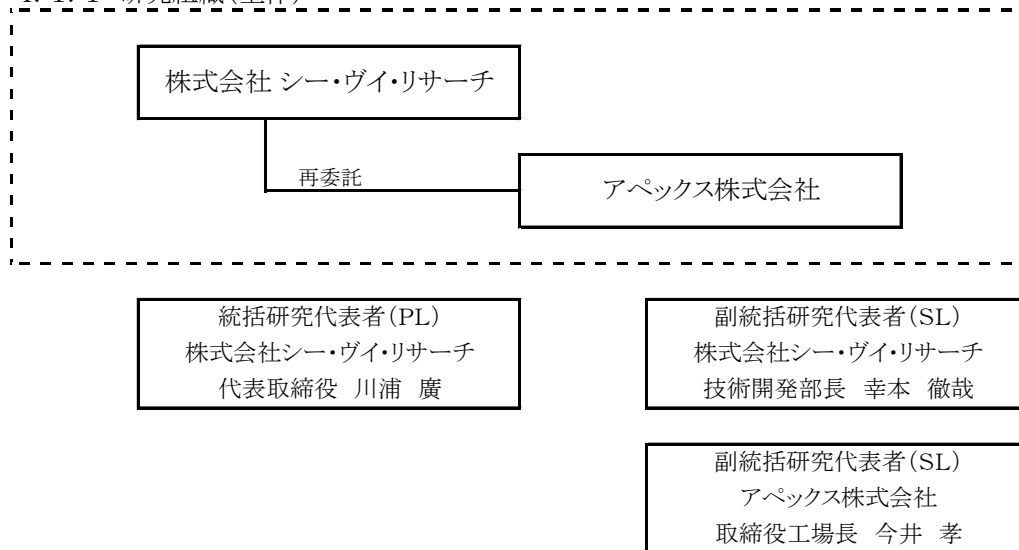 株式会社 シー・ヴイ・リサーチ
再委託
アペックス株式会社
統括研究代表者(PL)
株式会社シー・ヴイ・リサーチ
代表取締役 川浦 廣
副統括研究代表者(SL)
株式会社シー・ヴイ・リサーチ
技術開発部長 幸本 徹哉
副統括研究代表者(SL)
アペックス株式会社
取締役工場長 今井 孝